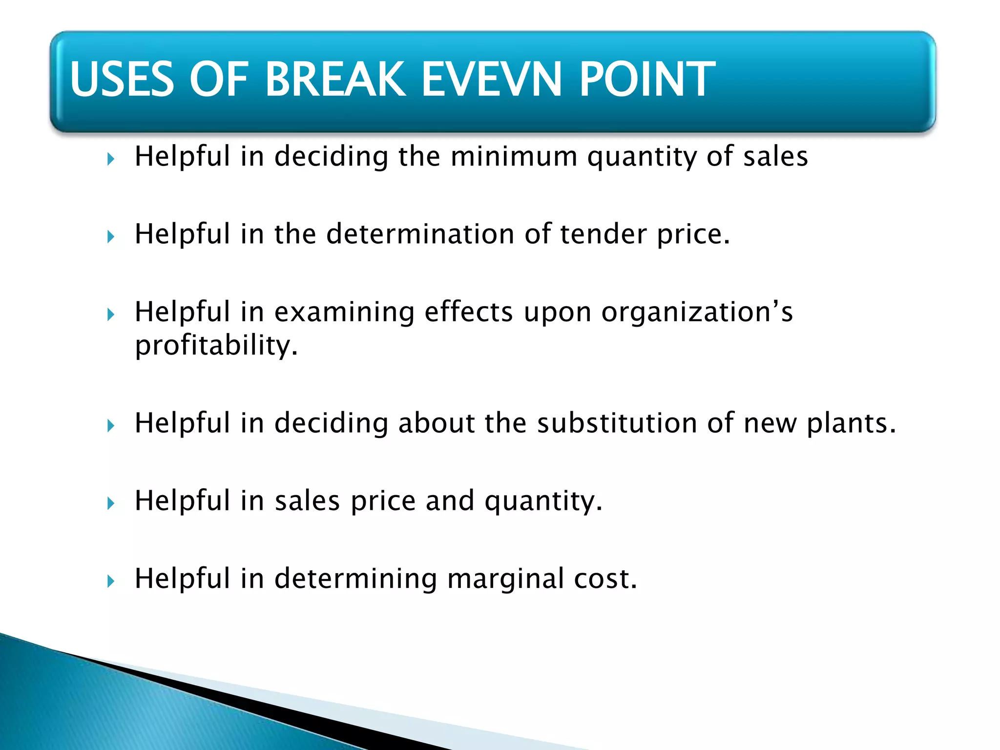 USES OF BREAK EVEVN POINT
Helpful in deciding the minimum quantity of sales
Helpful in the determination of tender price.
Helpful in examining effects upon organization’s
profitability.
Helpful in deciding about the substitution of new plants.
Helpful in sales price and quantity.
Helpful in determining marginal cost.